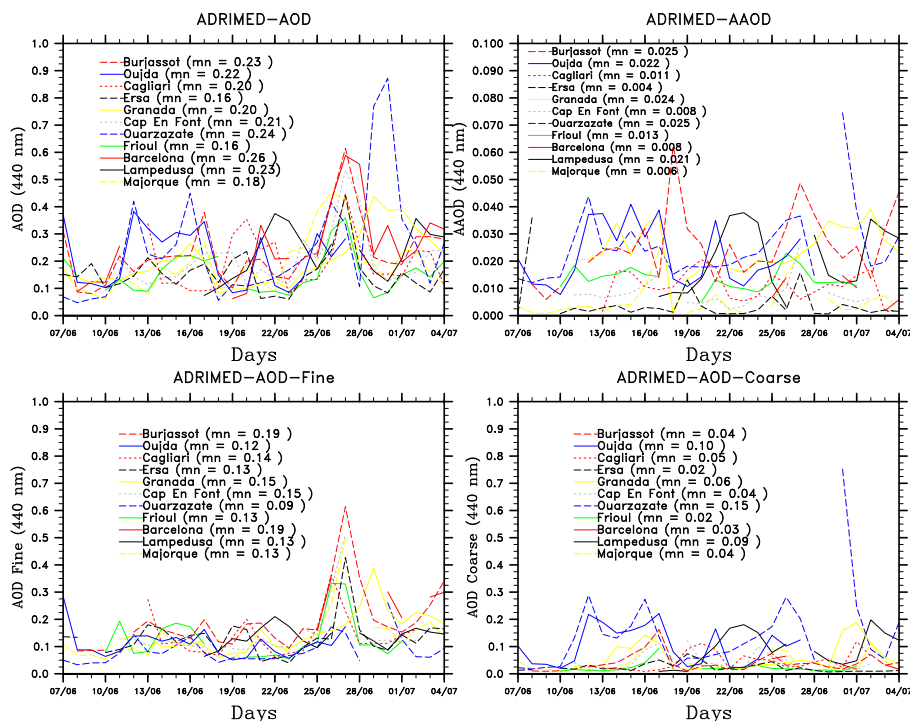 ADRIMED-AOD
AOD (440 nm)
1.0
0.9
0.8
0.7
0.6
0.5
0.4
0.3
0.2
0.1
0.0
Burjassot (mn = 0.23 )
Oujda (mn = 0.22 )
Cagliari (mn = 0.20 )
Ersa (mn = 0.16 )
Granada (mn = 0.20 )
Cap En Font (mn = 0.21 )
Ouarzazate (mn = 0.24 )
Frioul (mn = 0.16 )
Barcelona (mn = 0.26 )
Lampedusa (mn = 0.23 )
Majorque (mn = 0.18)
07/06 10/06 13/06 16/06 19/06 22/06 25/06 28/06 01/07 04/07
Days
ADRIMED-AAOD
AAOD (440 nm)
0.100
0.090
0.080
0.070
0.060
0.050
0.040
0.030
0.020
0.010
0.000
Burjassot (mn = 0.025 )
Oujda (mn = 0.022 )
Cagliari (mn = 0.011 )
Ersa (mn = 0.004 )
Granada (mn = 0.024 )
Cap En Font (mn = 0.008 )
Ouarzazate (mn = 0.025 )
Frioul (mn = 0.013 )
Barcelona (mn = 0.008 )
Lampedusa (mn = 0.021 )
Majorque (mn = 0.006 )
07/06 10/06 13/06 16/06 19/06 22/06 25/06 28/06 01/07 04/07
Days
ADRIMED-AOD-Fine
AOD Fine (440 nm)
1.0
0.9
0.8
0.7
0.6
0.5
0.4
0.3
0.2
0.1
0.0
Burjassot (mn = 0.19 )
Oujda (mn = 0.12 )
Cagliari (mn = 0.14 )
Ersa (mn = 0.13 )
Granada (mn = 0.15 )
Cap En Font (mn = 0.15 )
Ouarzazate (mn = 0.09 )
Frioul (mn = 0.13 )
Barcelona (mn = 0.19 )
Lampedusa (mn = 0.13 )
Majorque (mn = 0.13 )
07/06 10/06 13/06 16/06 19/06 22/06 25/06 28/06 01/07 04/07
Days
ADRIMED-AOD-Coarse
AOD Coarse (440 nm)
1.0
0.9
0.8
0.7
0.6
0.5
0.4
0.3
0.2
0.1
0.0
Burjassot (mn = 0.04 )
Oujda (mn = 0.10 )
Cagliari (mn = 0.05 )
Ersa (mn = 0.02 )
Granada (mn = 0.06 )
Cap En Font (mn = 0.04 )
Ouarzazate (mn = 0.15 )
Frioul (mn = 0.02 )
Barcelona (mn = 0.03 )
Lampedusa (mn = 0.09 )
Majorque (mn = 0.04 )
07/06 10/06 13/06 16/06 19/06 22/06 25/06 28/06 01/07 04/07
Days